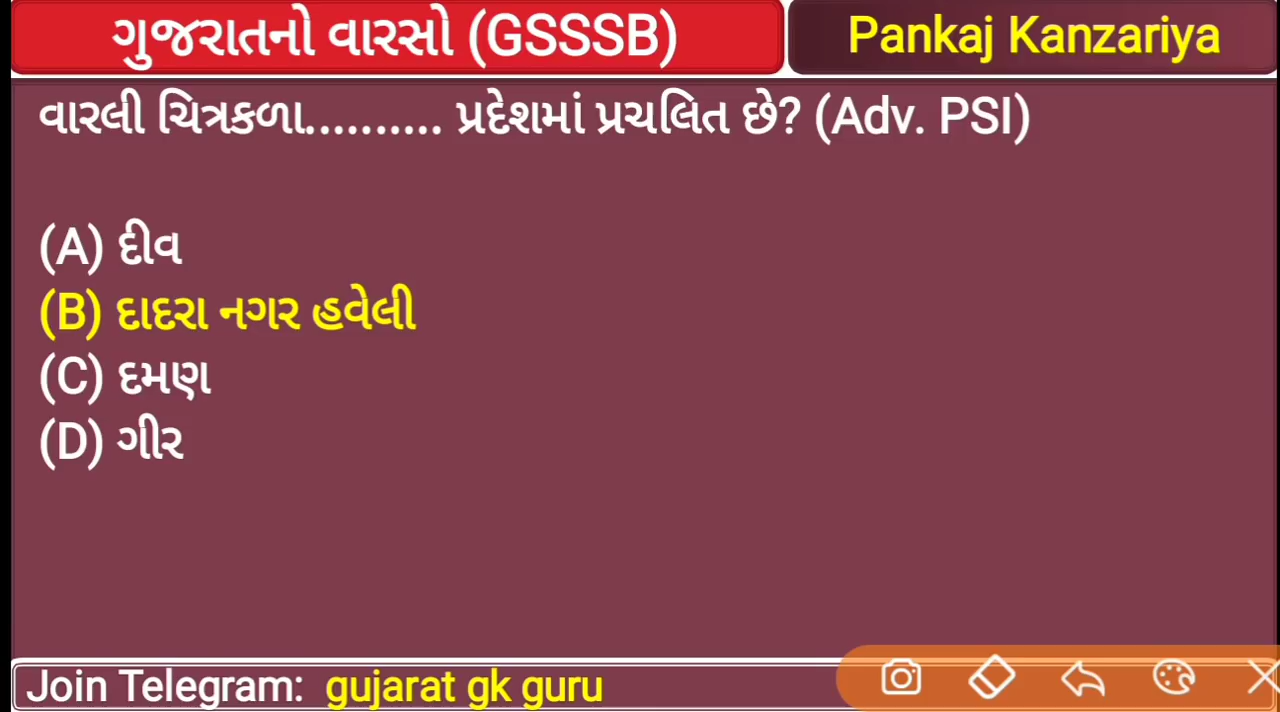 ગુજરાતનો વારસો (GSSSB)
Pankaj Kanzariya
વારલી ચિત્રકળા.......... પ્રદેશમાં પ્રચલિત છે? (Adv. PSI)
(A) દીવ
(B) દાદરા નગર હવેલી
(C) દમણ
(D) ગીર
Join Telegram: gujarat gk guru